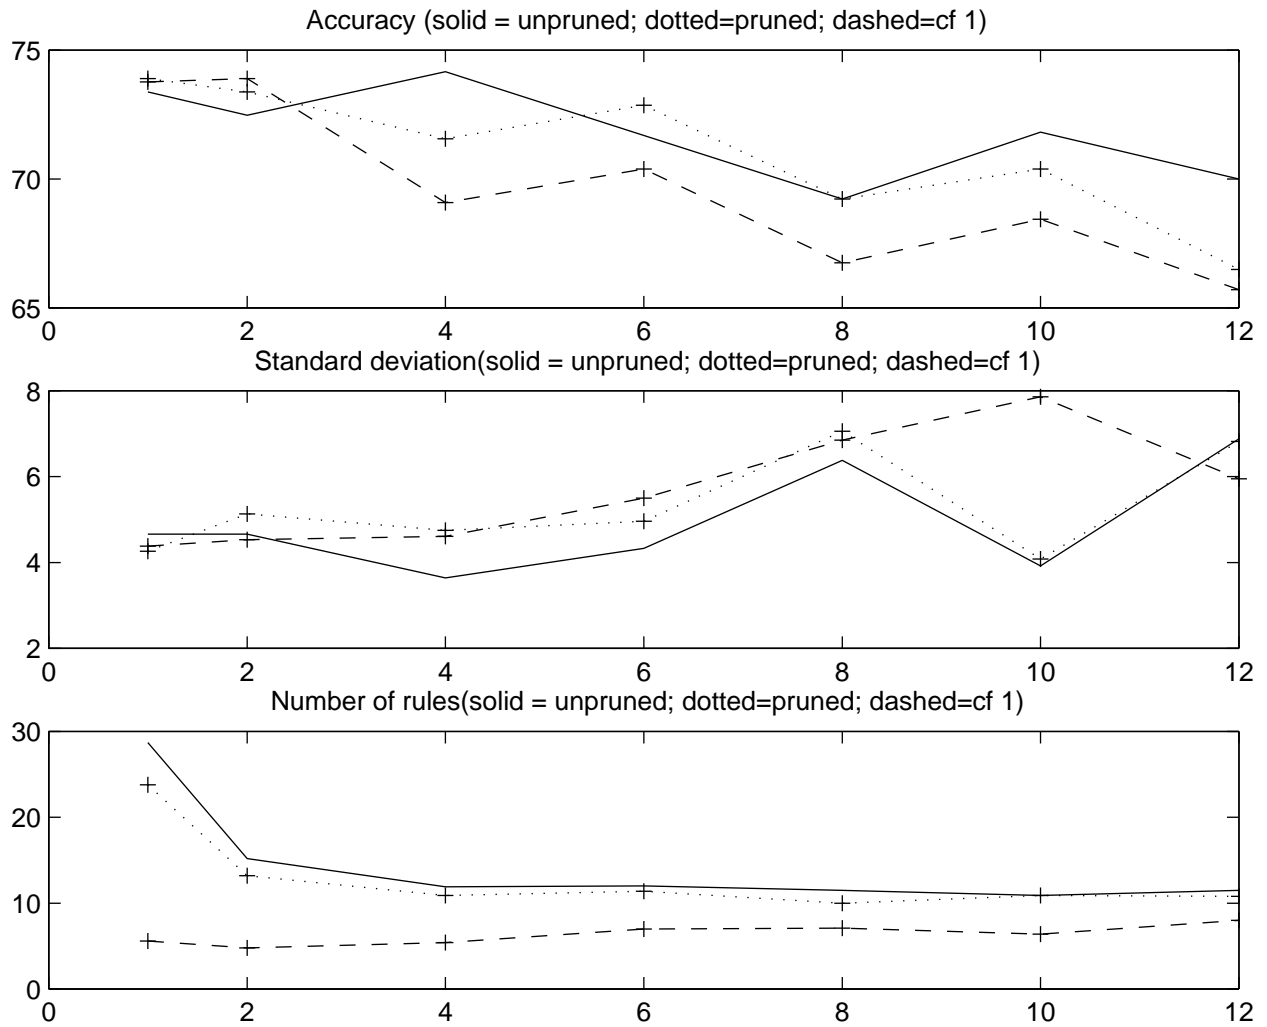 Accuracy (solid = unpruned; dotted=pruned; dashed=cf 1)
75
70
65
0 2 4 6 8 10 12
Standard deviation(solid = unpruned; dotted=pruned; dashed=cf 1)
8
6
4
2
0 2 4 6 8 10 12
Number of rules(solid = unpruned; dotted=pruned; dashed=cf 1)
30
20
10
0
0 2 4 6 8 10 12